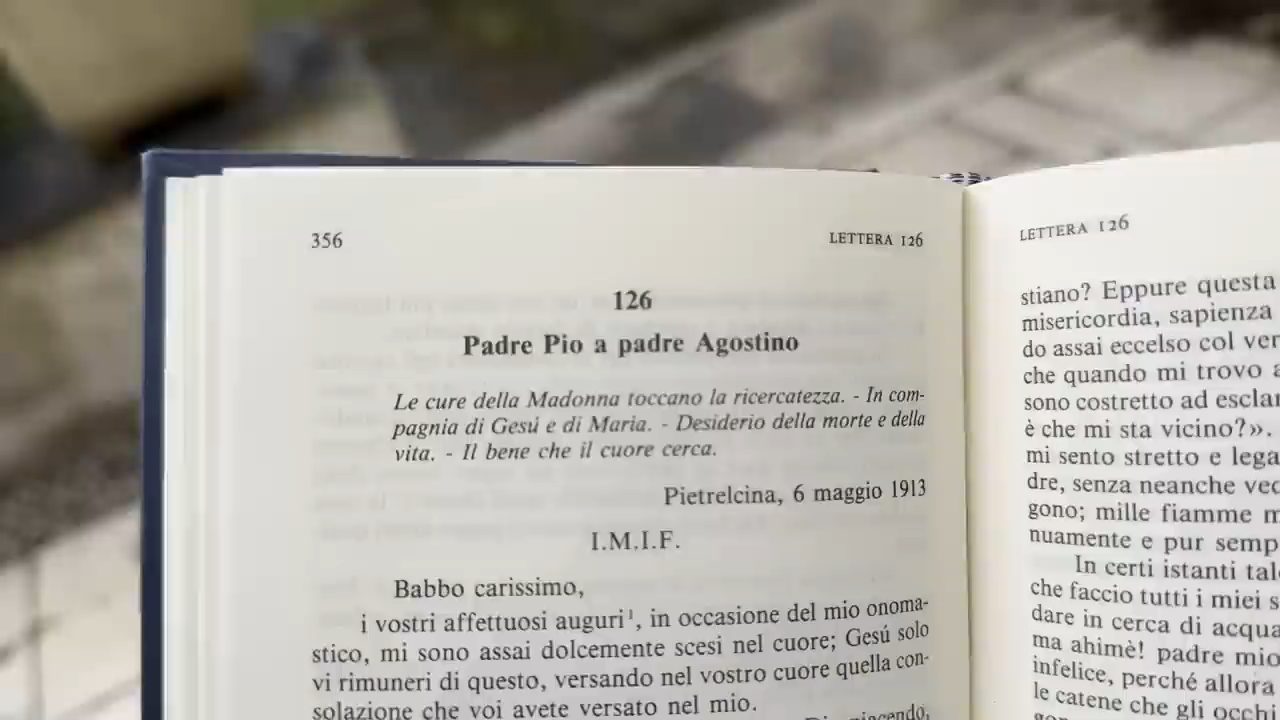 356
LETTERA 126
126
Padre Pio a padre Agostino
Le cure della Madonna toccano la ricercatezza. - In com-
pagnia di Gesú e di Maria. - Desiderio della morte e della
vita. - Il bene che il cuore cerca.
Pietrelcina, 6 maggio 1913
I.M.I.F.
Babbo carissimo,
i vostri affettuosi auguri¹, in occasione del mio onoma-
stico, mi sono assai dolcemente scesi nel cuore; Gesú solo
vi rimuneri di questo, versando nel vostro cuore quella con-
solazione che voi avete versato nel mio.
LETTERA 126
stiano? Eppure questa
misericordia, sapienza
do assai eccelso col ver
che quando mi trovo a
sono costretto ad esclar
è che mi sta vicino?».
mi sento stretto e lega
dre, senza neanche vec
gono; mille fiamme m
nuamente e pur semp
In certi istanti tal
che faccio tutti i miei s
dare in cerca di acqua
ma ahimè! padre mio
infelice, perché allora
le catene che gli occhi